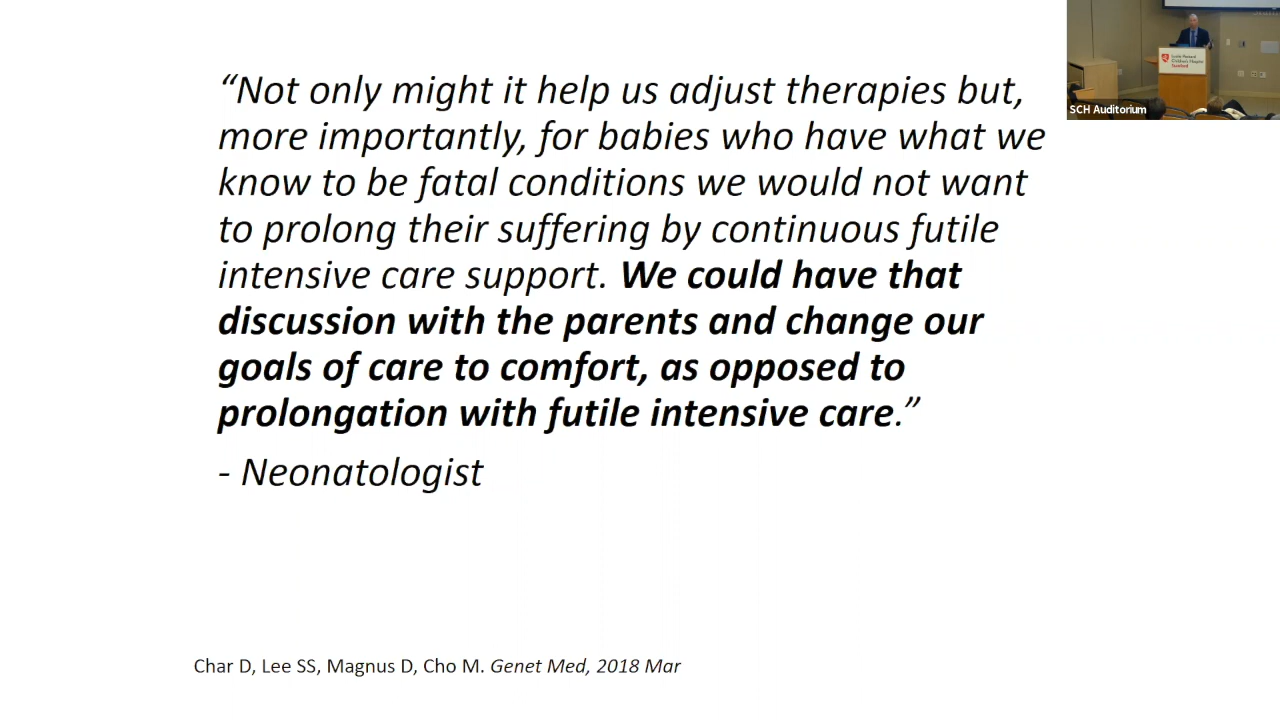 “Not only might it help us adjust therapies but,
more importantly, for babies who have what we
know to be fatal conditions we would not want
to prolong their suffering by continuous futile
intensive care support. We could have that
discussion with the parents and change our
goals of care to comfort, as opposed to
prolongation with futile intensive care.”
- Neonatologist
Char D, Lee SS, Magnus D, Cho M. Genet Med, 2018 Mar
SCH Auditorium